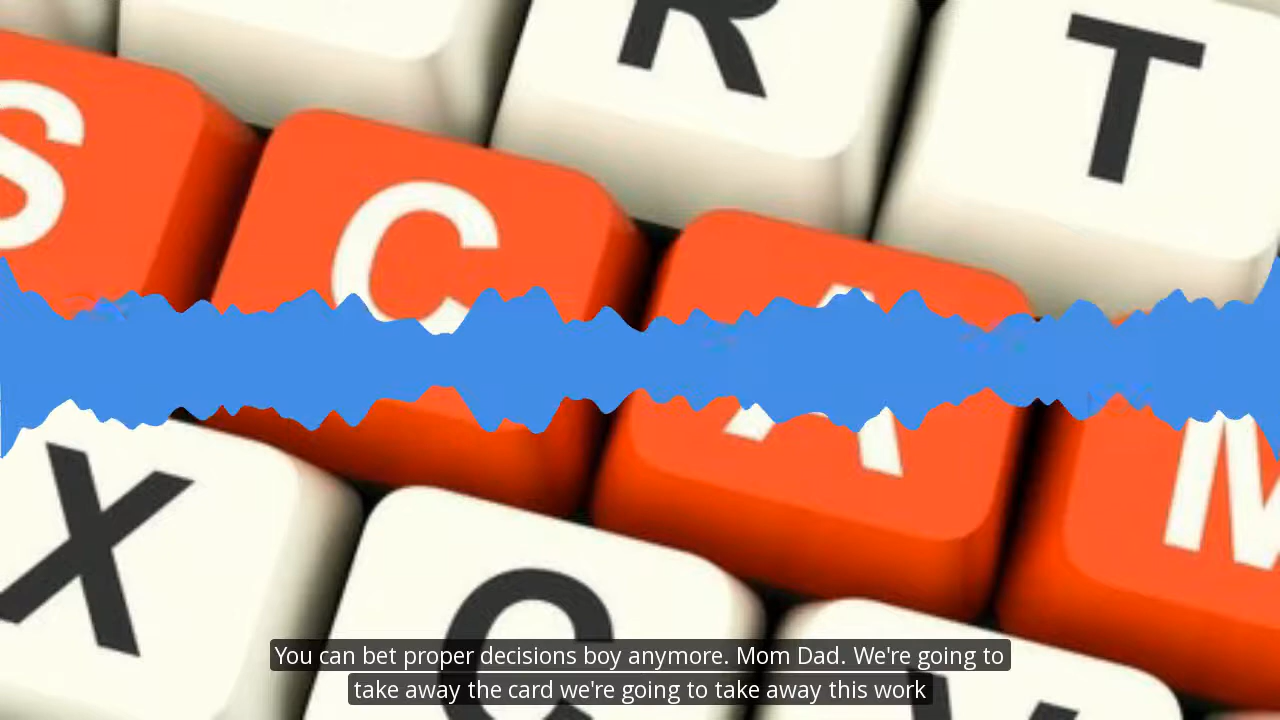 R T
S C A M
X C V
You can bet proper decisions boy anymore. Mom Dad. We're going to
take away the card we're going to take away this work